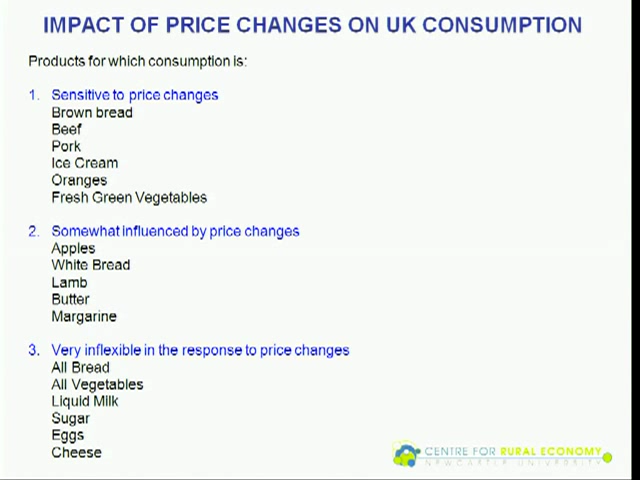 IMPACT OF PRICE CHANGES ON UK CONSUMPTION
Products for which consumption is:
1. Sensitive to price changes
Brown bread
Beef
Pork
Ice Cream
Oranges
Fresh Green Vegetables
2. Somewhat influenced by price changes
Apples
White Bread
Lamb
Butter
Margarine
3. Very inflexible in the response to price changes
All Bread
All Vegetables
Liquid Milk
Sugar
Eggs
Cheese
CENTRE FOR RURAL ECONOMY
NEWCASTLE UNIVERSITY